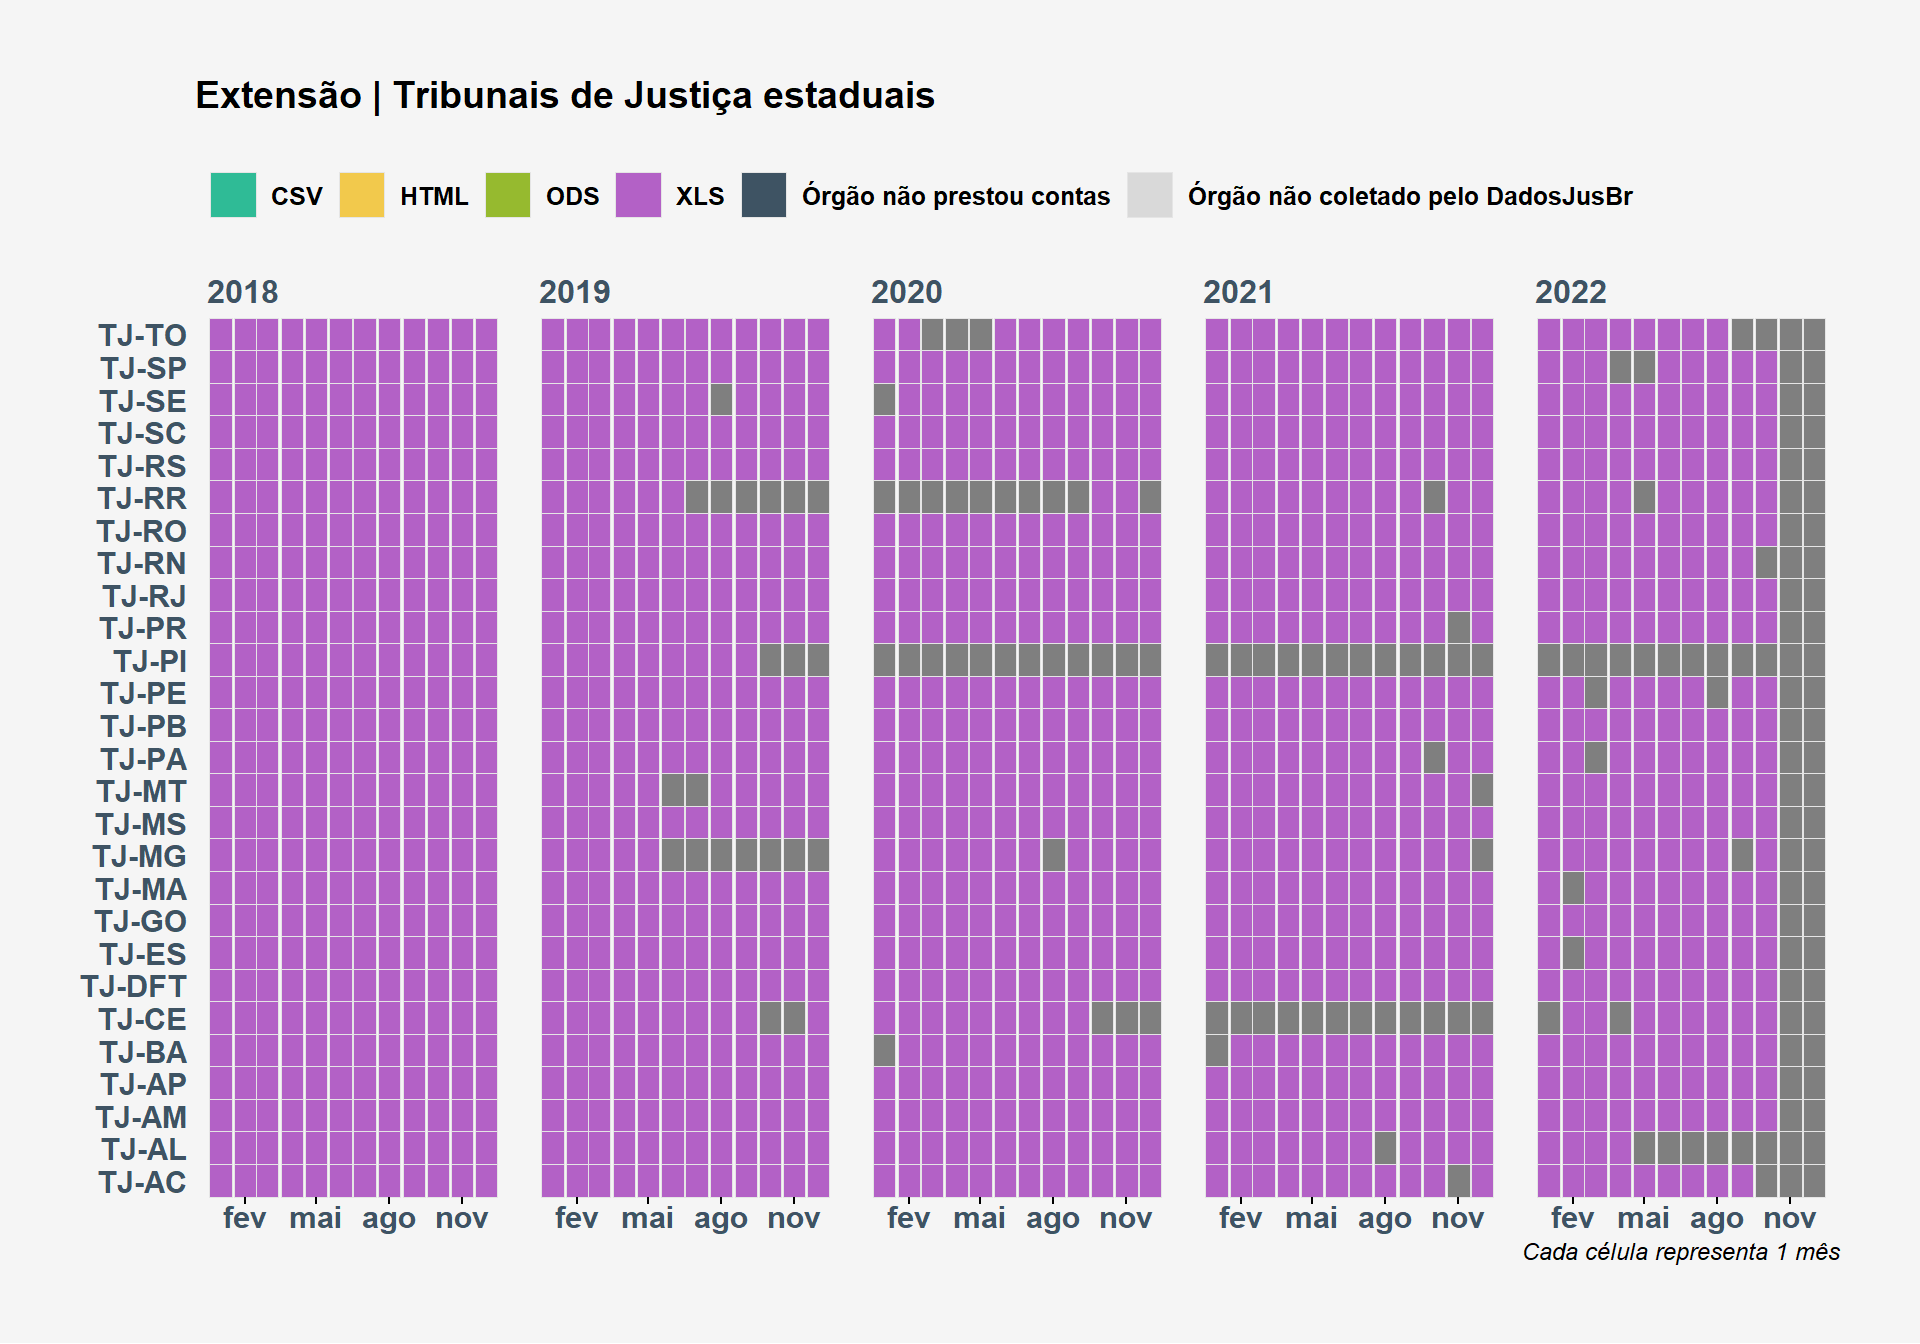 Extensão | Tribunais de Justiça estaduais
CSV HTML ODS XLS Órgão não prestou contas Órgão não coletado pelo DadosJusBr
2018 2019 2020 2021 2022
TJ-TO
TJ-SP
TJ-SE
TJ-SC
TJ-RS
TJ-RR
TJ-RO
TJ-RN
TJ-RJ
TJ-PR
TJ-PI
TJ-PE
TJ-PB
TJ-PA
TJ-MT
TJ-MS
TJ-MG
TJ-MA
TJ-GO
TJ-ES
TJ-DFT
TJ-CE
TJ-BA
TJ-AP
TJ-AM
TJ-AL
TJ-AC
fev mai ago nov fev mai ago nov fev mai ago nov fev mai ago nov fev mai ago nov
Cada célula representa 1 mês